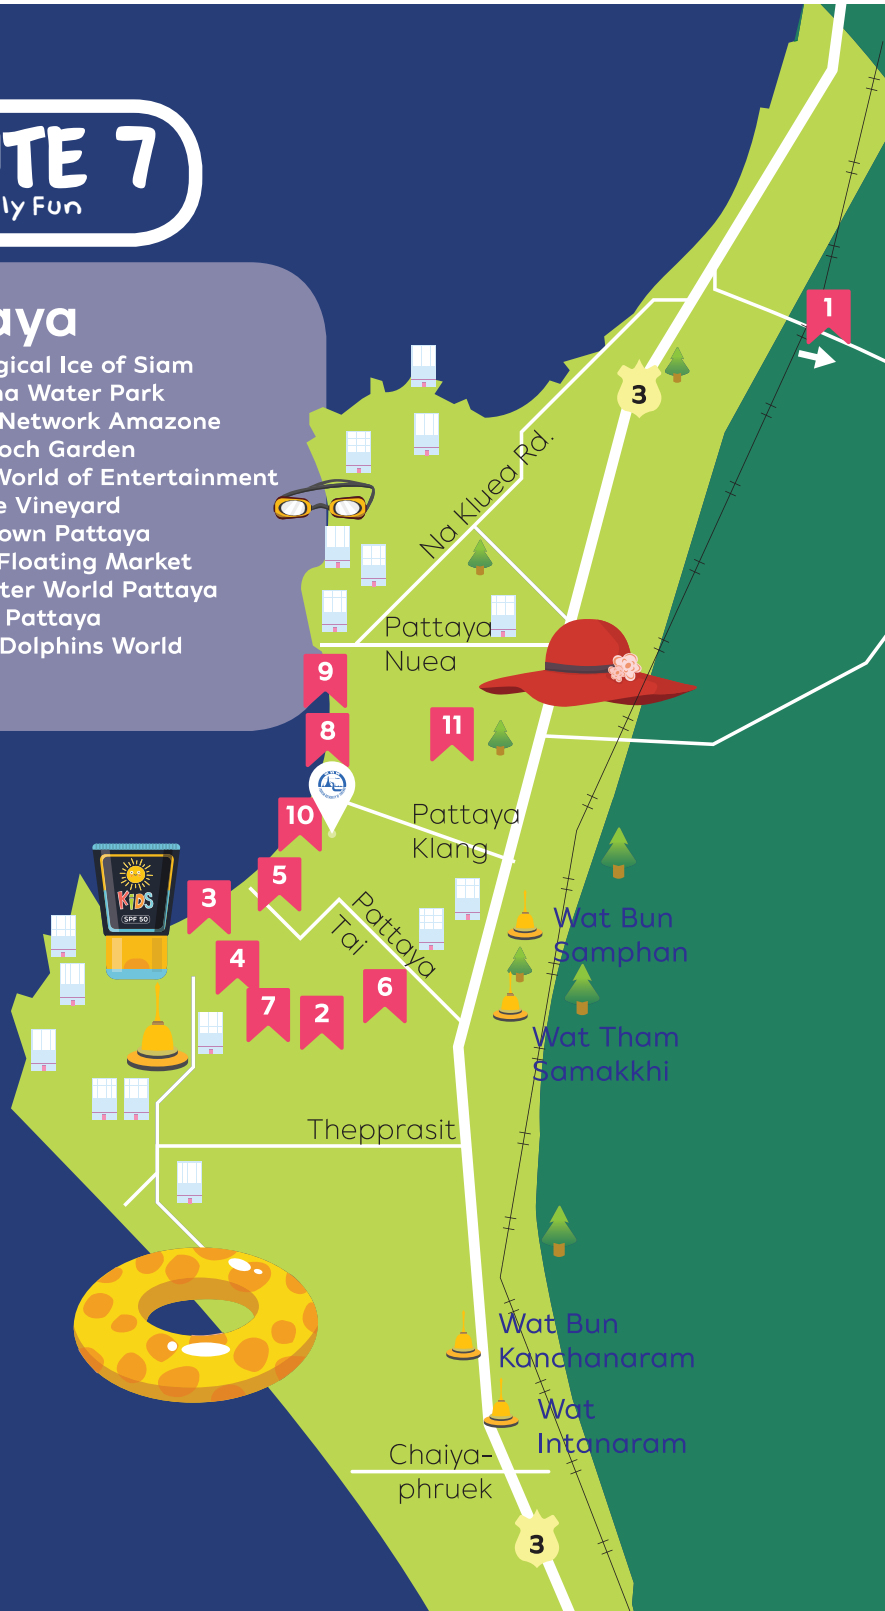 UTE 7
ly Fun
aya
gical Ice of Siam
na Water Park
Network Amazone
och Garden
World of Entertainment
e Vineyard
own Pattaya
Floating Market
ter World Pattaya
Pattaya
Dolphins World
1
3
Na Kluea Rd.
Pattaya
Nuea
9
8
11
10
Pattaya
Klang
5
3
KiDS
SPF 50
Pattaya
Tai
Wat Bun
Samphan
4
6
7
2
Wat Tham
Samakkhi
Thepprasit
Wat Bun
Kanchanaram
Wat
Intanaram
Chaiya-
phruek
3